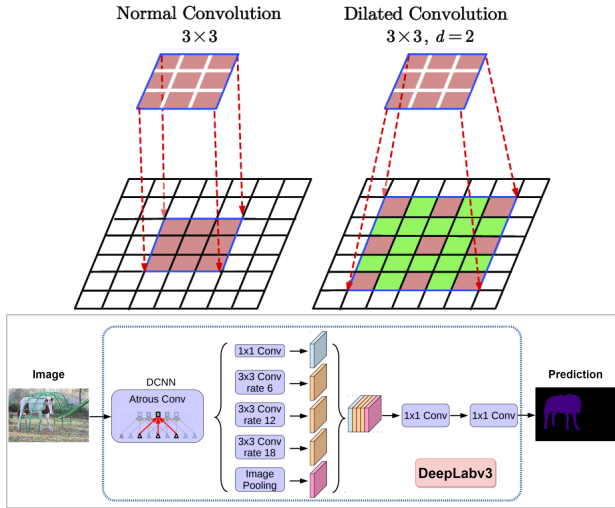 Normal Convolution
3×3
Dilated Convolution
3×3, d=2
Image
DCNN
Atrous Conv
1x1 Conv
3x3 Conv
rate 6
3x3 Conv
rate 12
3x3 Conv
rate 18
Image
Pooling
1x1 Conv
1x1 Conv
Prediction
DeepLabv3